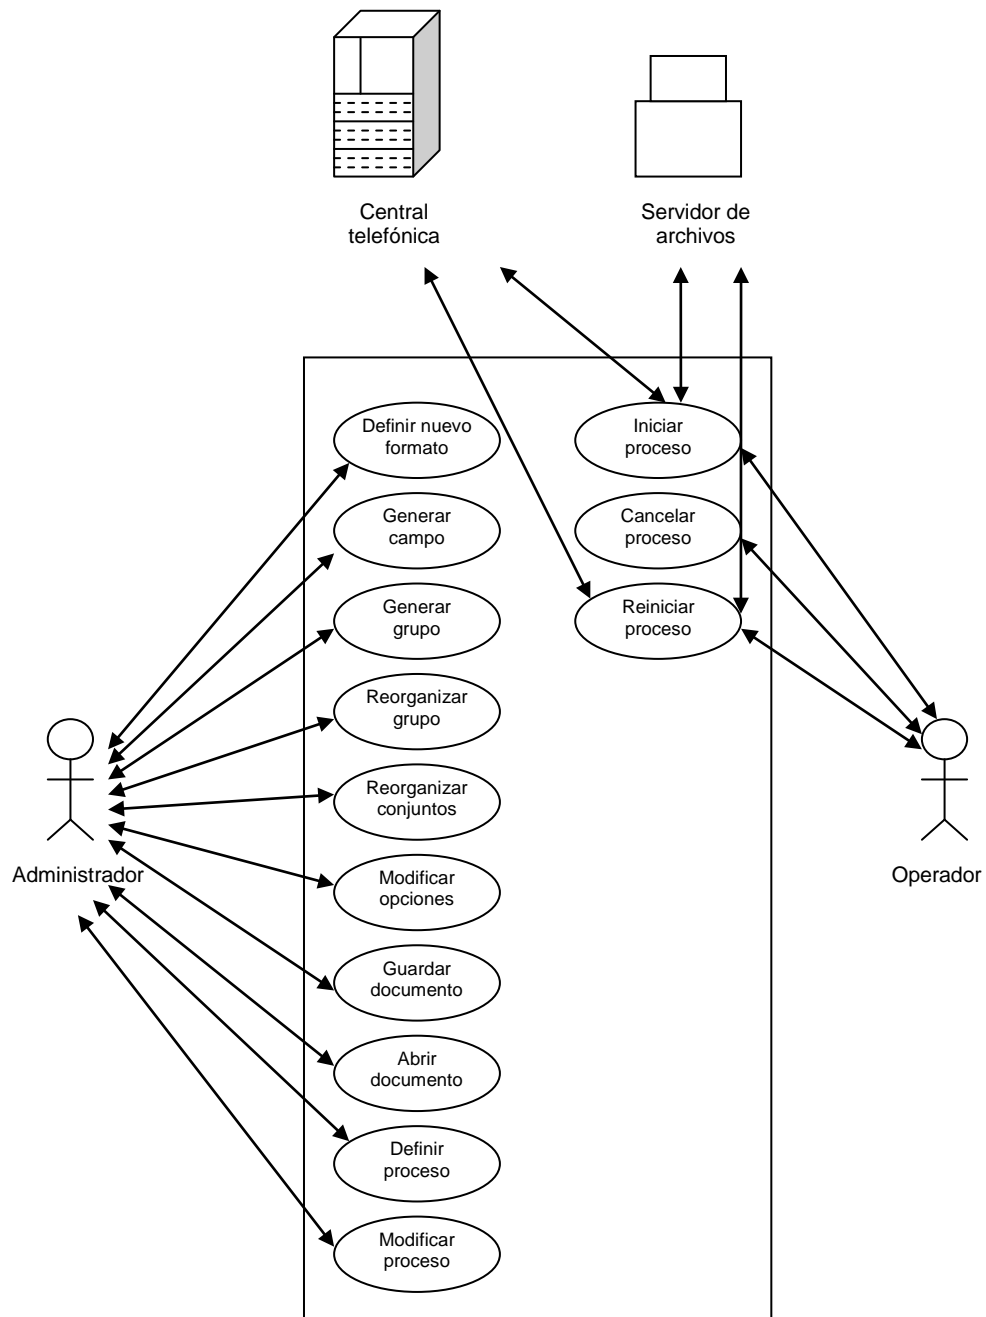 Central
telefónica
Servidor de
archivos
Definir nuevo
formato
Iniciar
proceso
Generar
campo
Cancelar
proceso
Generar
grupo
Reiniciar
proceso
Reorganizar
grupo
Reorganizar
conjuntos
Administrador
Operador
Modificar
opciones
Guardar
documento
Abrir
documento
Definir
proceso
Modificar
proceso